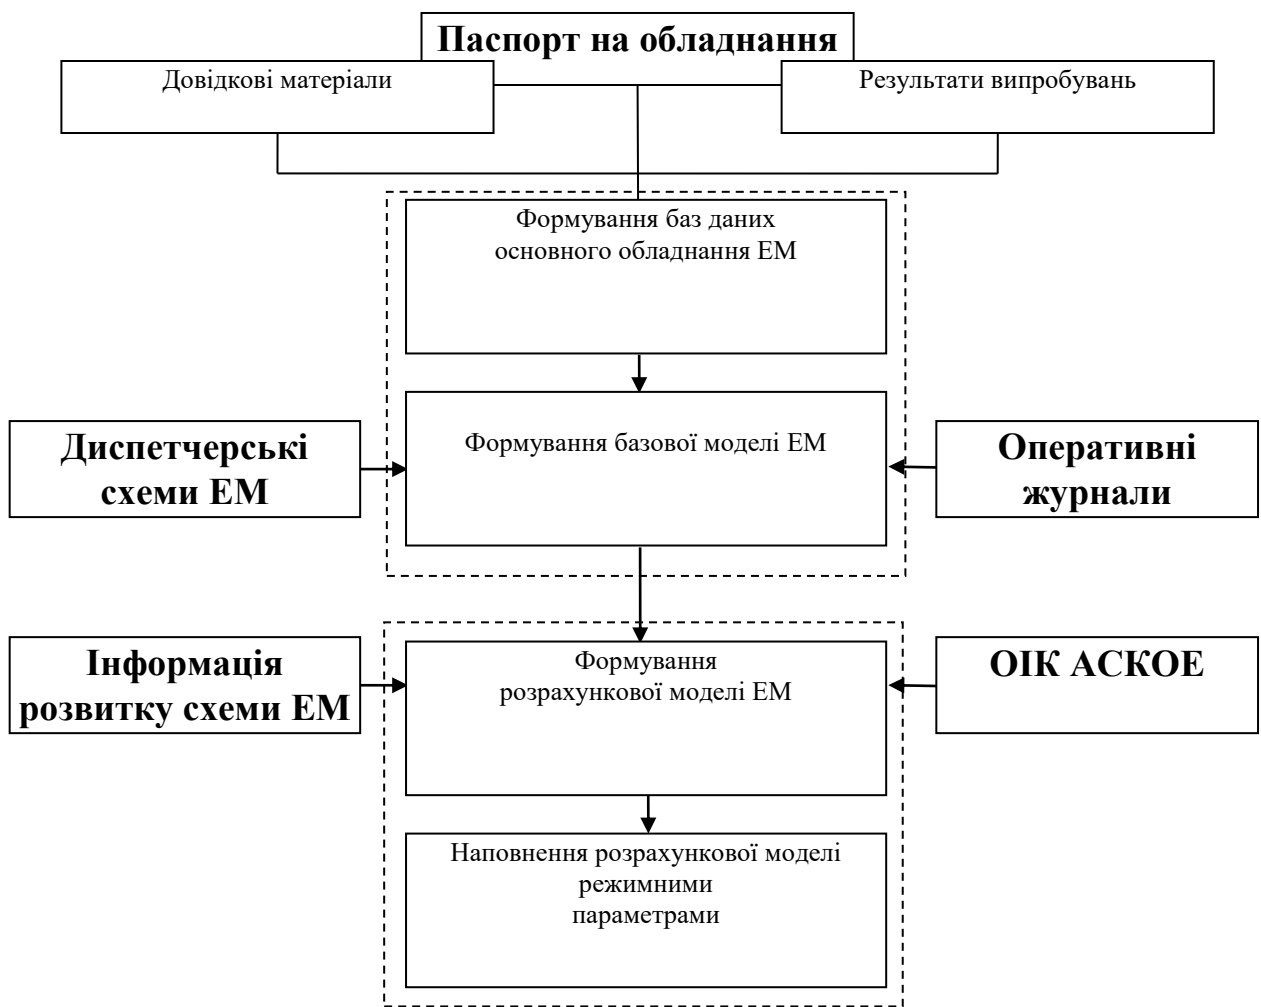 Паспорт на обладнання
Довідкові матеріали
Результати випробувань
Формування баз даних
основного обладнання ЕМ
Диспетчерські
схеми ЕМ
Формування базової моделі ЕМ
Оперативні
журнали
Інформація
розвитку схеми ЕМ
Формування
розрахункової моделі ЕМ
ОІК АСКОЕ
Наповнення розрахункової моделі
режимними
параметрами